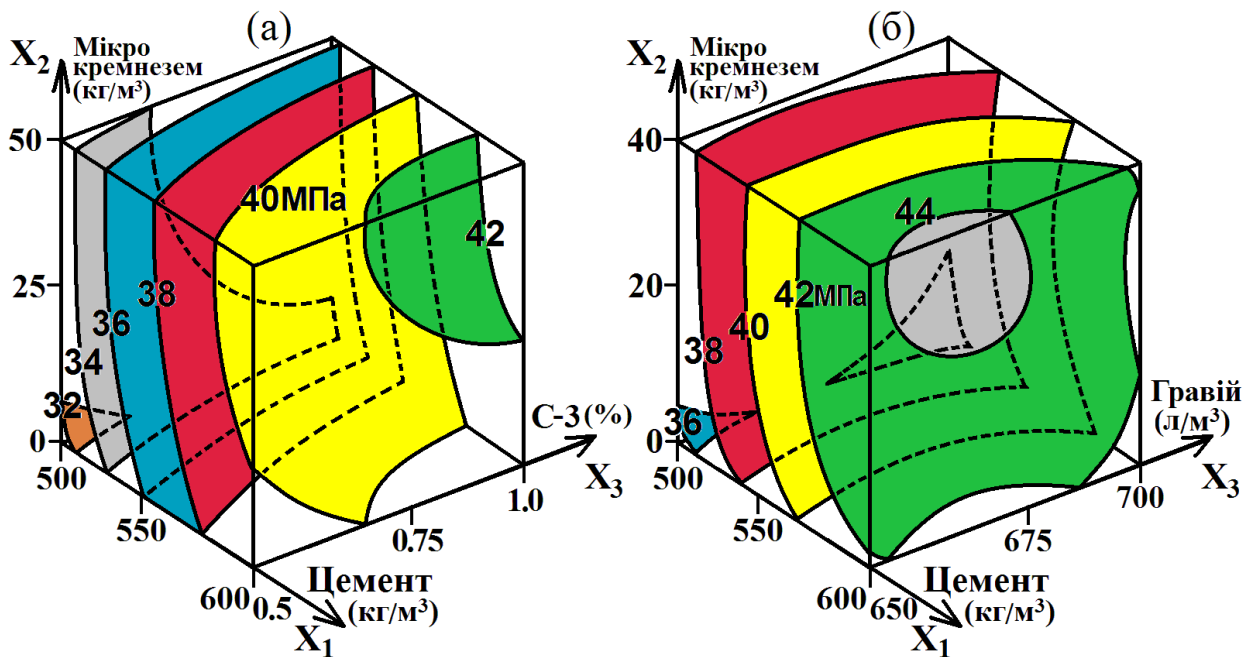 (а)
X2
Мікро
кремнезем
(кг/м³)
50
25
0
40МПа
42
38
36
34
32
500
550
600
0.5
0.75
1.0
С-3 (%)
X3
Цемент
(кг/м³)
X1
(б)
X2
Мікро
кремнезем
(кг/м³)
40
20
0
44
42МПа
40
38
36
500
550
600
650
675
700
Гравій
(л/м³)
X3
Цемент
(кг/м³)
X1